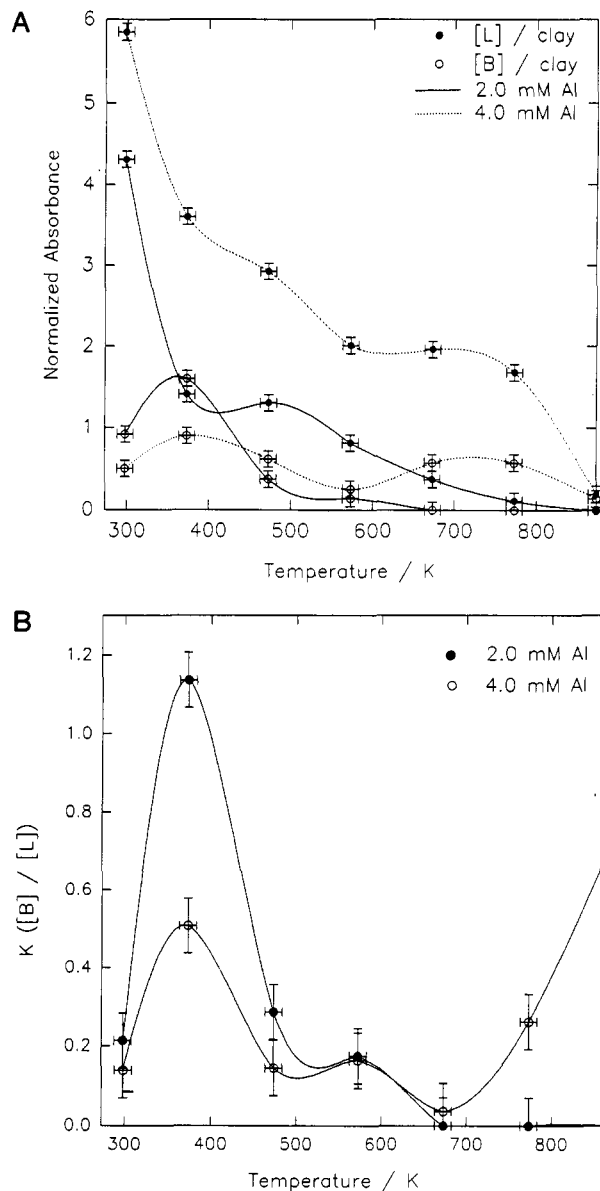 A
6
5
4
3
2
1
0
Normalized Absorbance
[L] / clay
[B] / clay
2.0 mM Al
4.0 mM Al
300 400 500 600 700 800
Temperature / K
B
1.2
1.0
0.8
0.6
0.4
0.2
0.0
K ([B] / [L])
2.0 mM Al
4.0 mM Al
300 400 500 600 700 800
Temperature / K